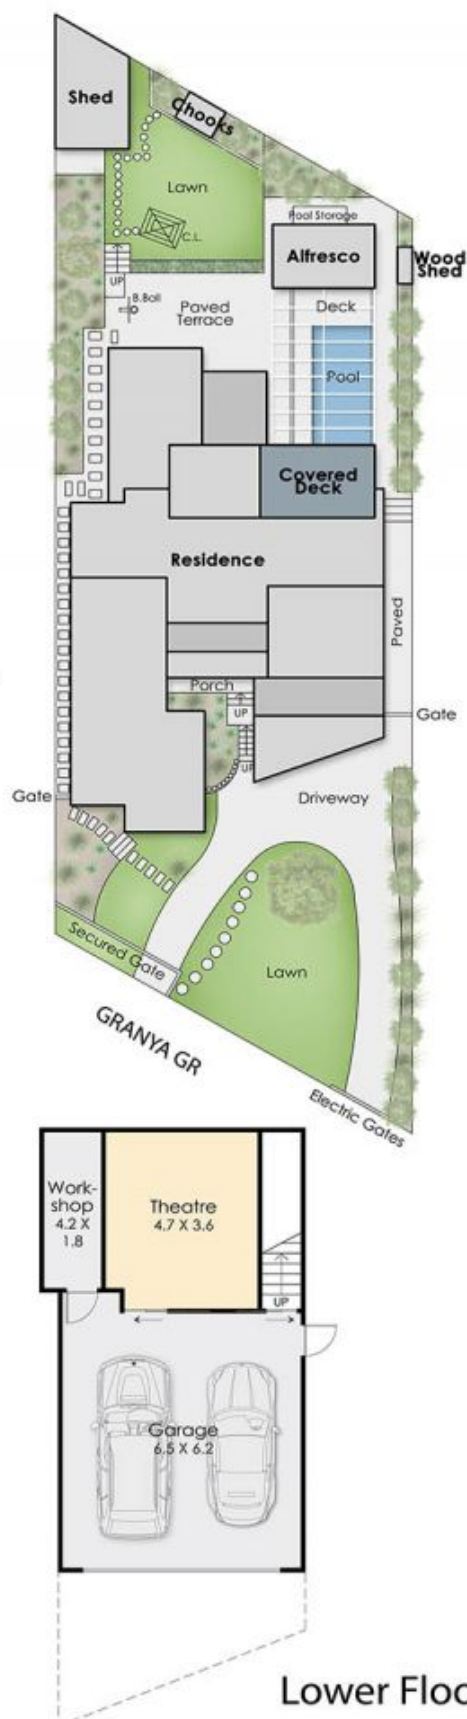 Shed
Chooks
Lawn
C.L.
Pool Storage
Alfresco
Wood
Shed
UP
B.Ball
Paved
Terrace
Deck
Pool
Covered
Deck
Residence
Paved
Porch
UP
Gate
UP
Gate
Driveway
Secured Gate
Lawn
GRANYA GR
Electric Gates
Work-
shop
4.2 X
1.8
Theatre
4.7 X 3.6
UP
Garage
6.5 X 6.2
Lower Floo